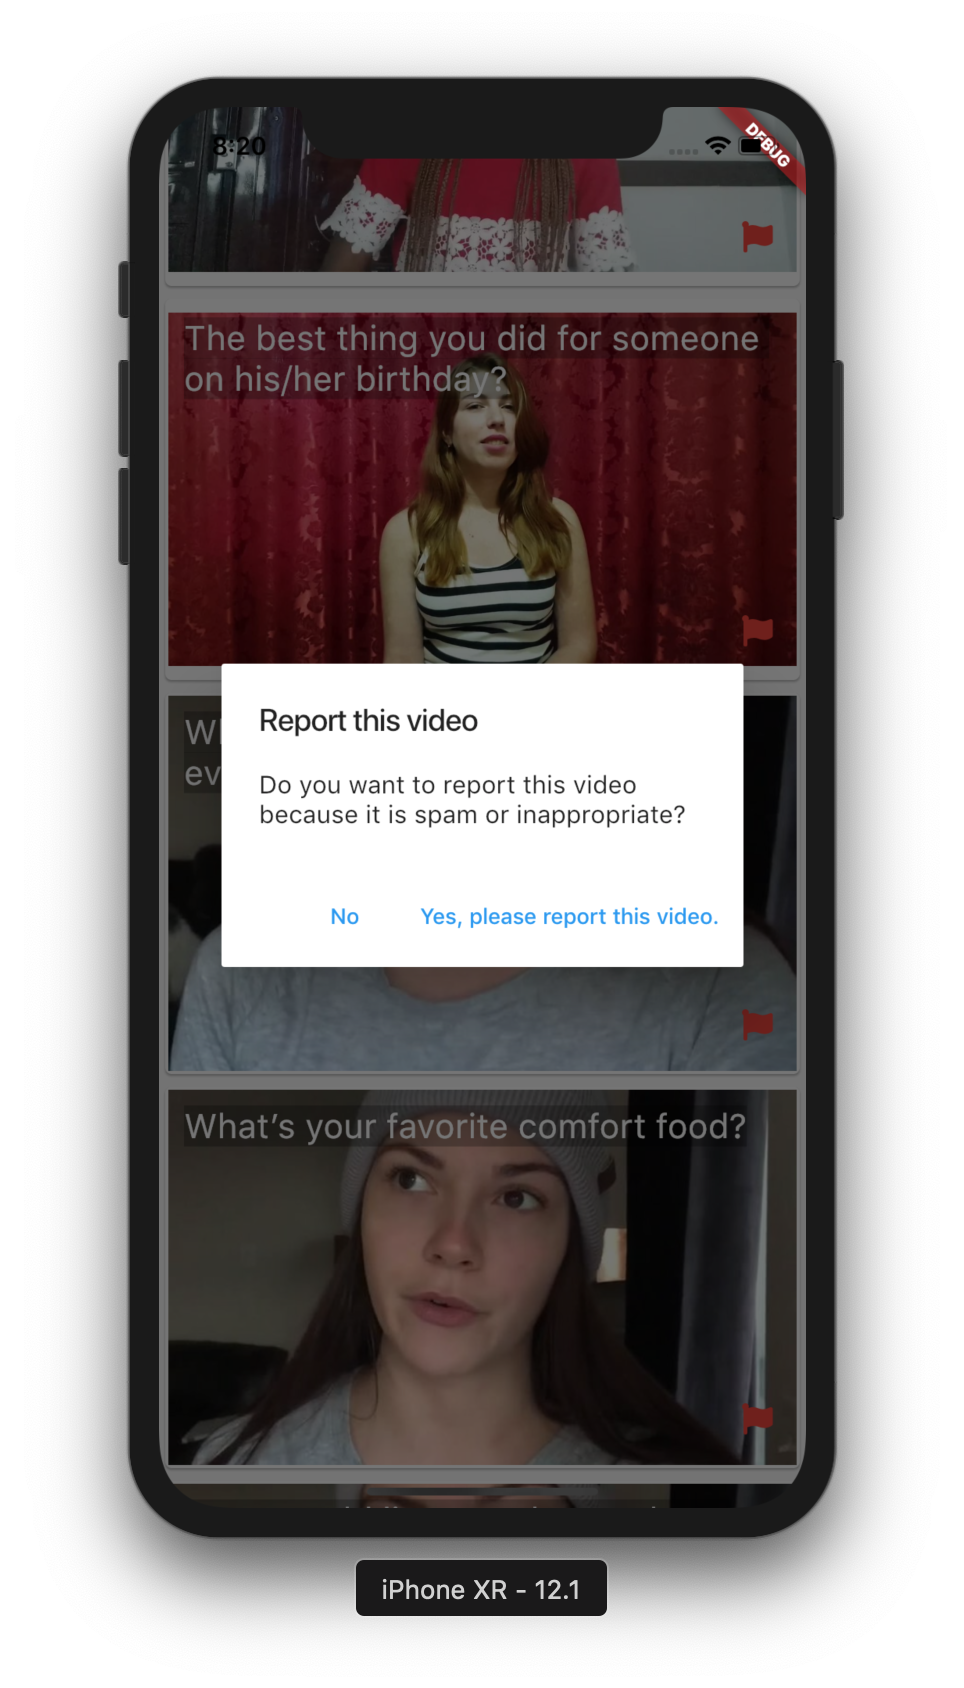 8:20
DEBUG
The best thing you did for someone
on his/her birthday?
ev
Report this video
Do you want to report this video
because it is spam or inappropriate?
No
Yes, please report this video.
What's your favorite comfort food?
iPhone XR - 12.1